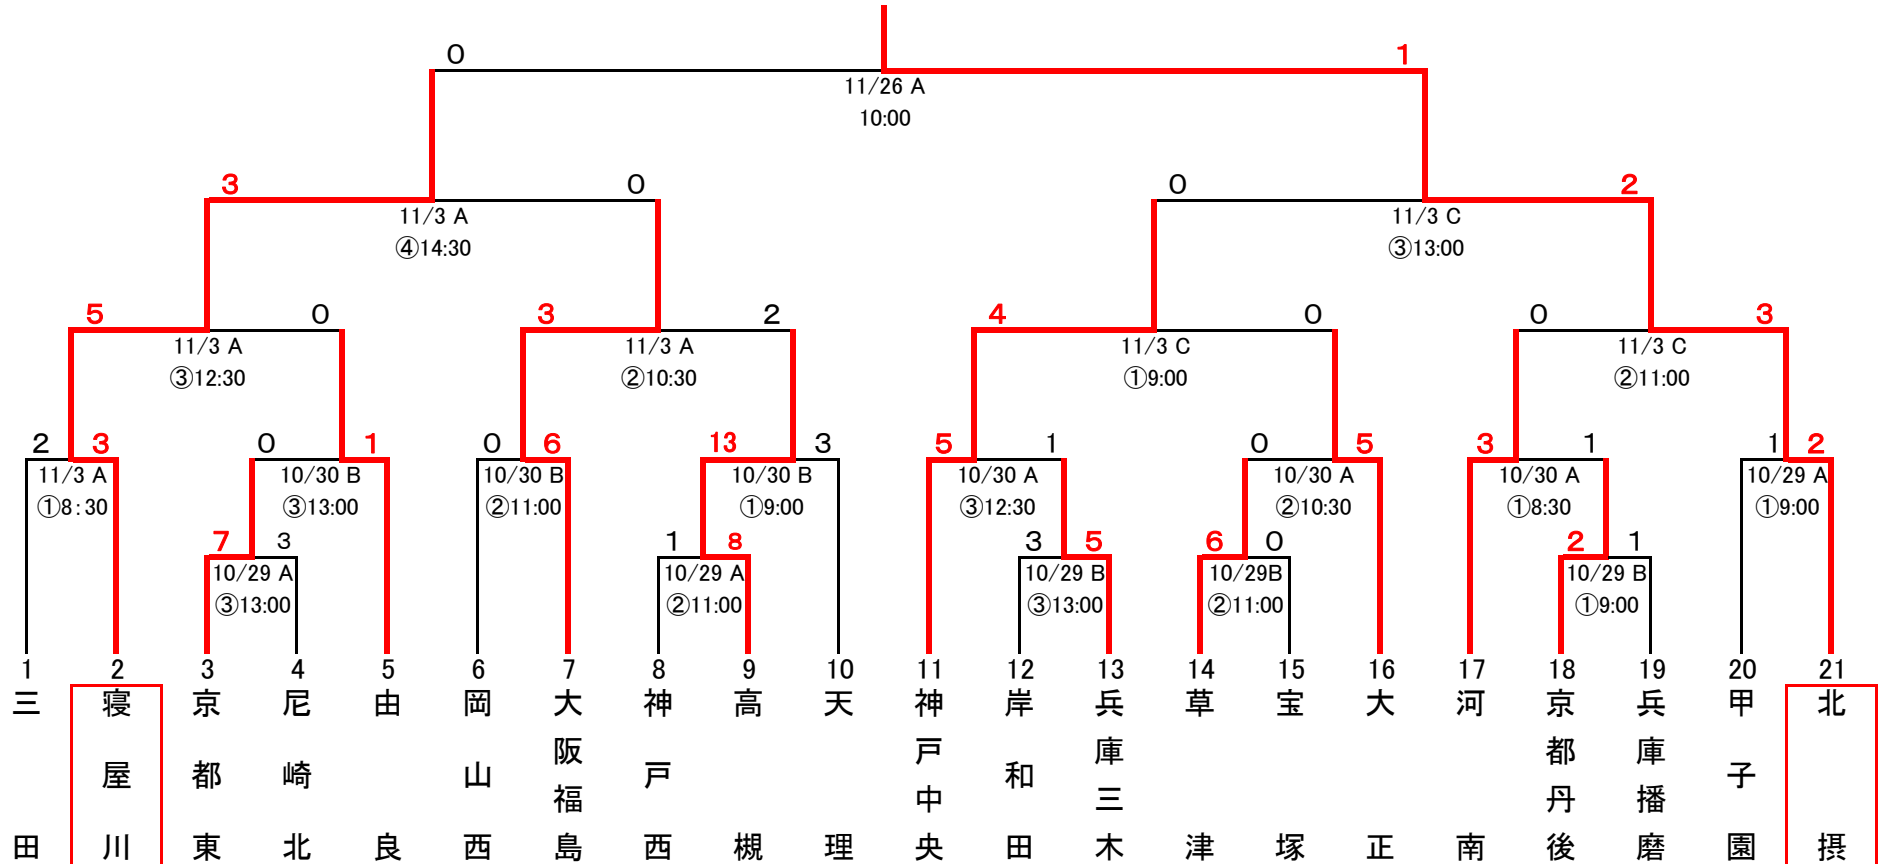 0 1
11/26 A
10:00
3 0 0 2
11/3 A 11/3 C
④14:30 ③13:00
5 0 3 2 4 0 0 3
11/3 A 11/3 A 11/3 C 11/3 C
③12:30 ②10:30 ①9:00 ②11:00
2 3 0 1 0 6 13 3 5 1 0 5 3 1 1 2
11/3 A 10/30 B 10/30 B 10/30 B 10/30 A 10/30 A 10/30 A 10/29 A
①8:30 ③13:00 ②11:00 ①9:00 ③12:30 ②10:30 ①8:30 ①9:00
7 3 1 8 3 5 6 0 2 1
10/29 A 10/29 A 10/29 B 10/29B 10/29 B
③13:00 ②11:00 ③13:00 ②11:00 ①9:00
1 2 3 4 5 6 7 8 9 10 11 12 13 14 15 16 17 18 19 20 21
三田
寝屋川
京都東
尼崎北
由良
岡山西
大阪福島
神戸西
高槻
天理
神戸中央
岸和田
兵庫三木
草津
宝塚
大正
河南
京都丹後
兵庫播磨
甲子園
北摂